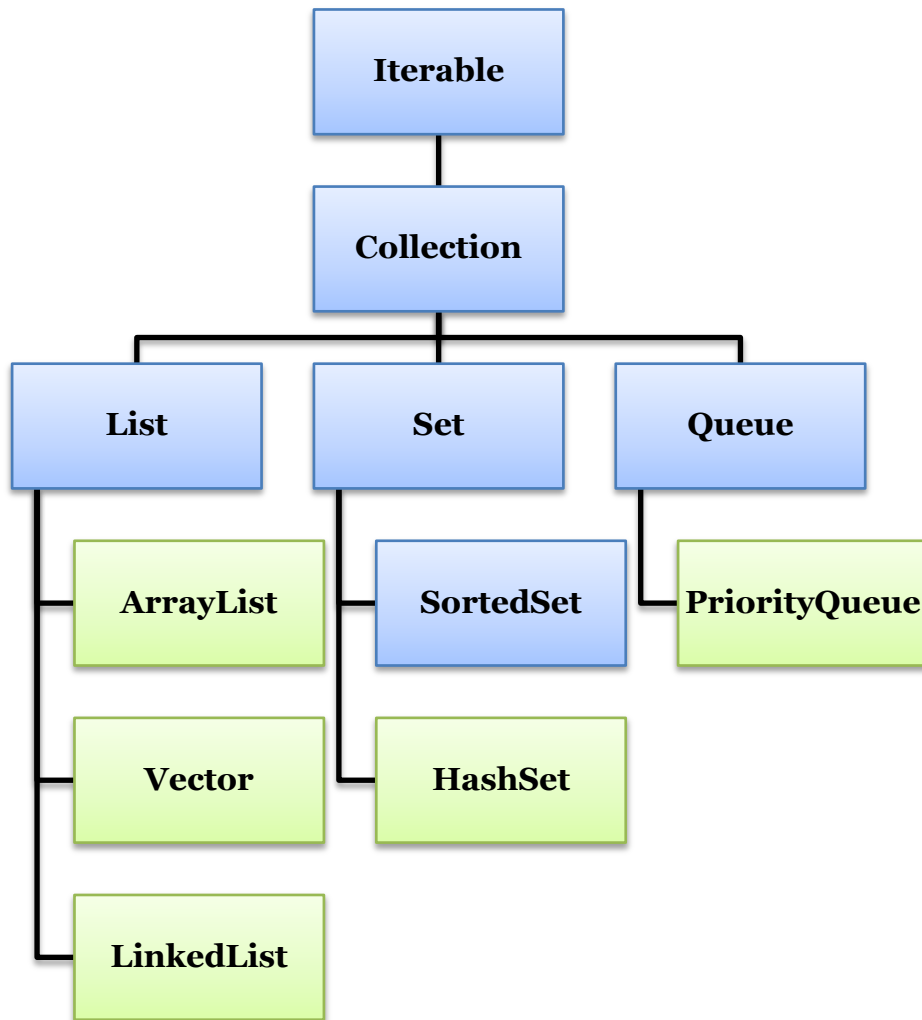 Iterable
Collection
List
Set
Queue
ArrayList
SortedSet
PriorityQueue
Vector
HashSet
LinkedList